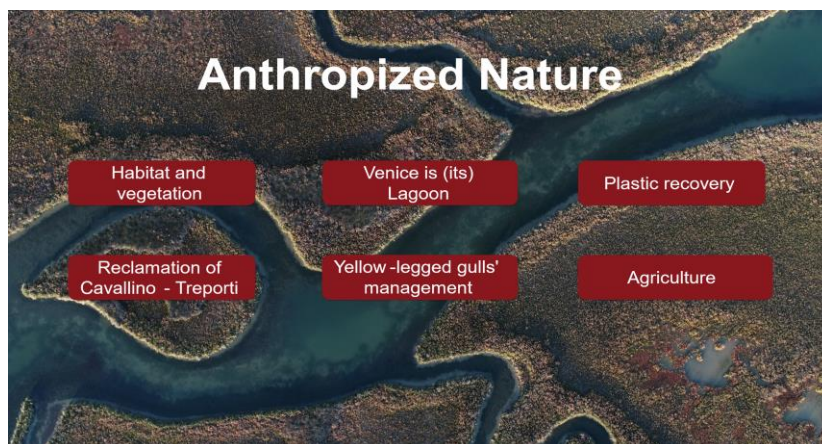 Anthropized Nature
Habitat and
vegetation
Venice is (its)
Lagoon
Plastic recovery
Reclamation of
Cavallino - Treporti
Yellow-legged gulls'
management
Agriculture